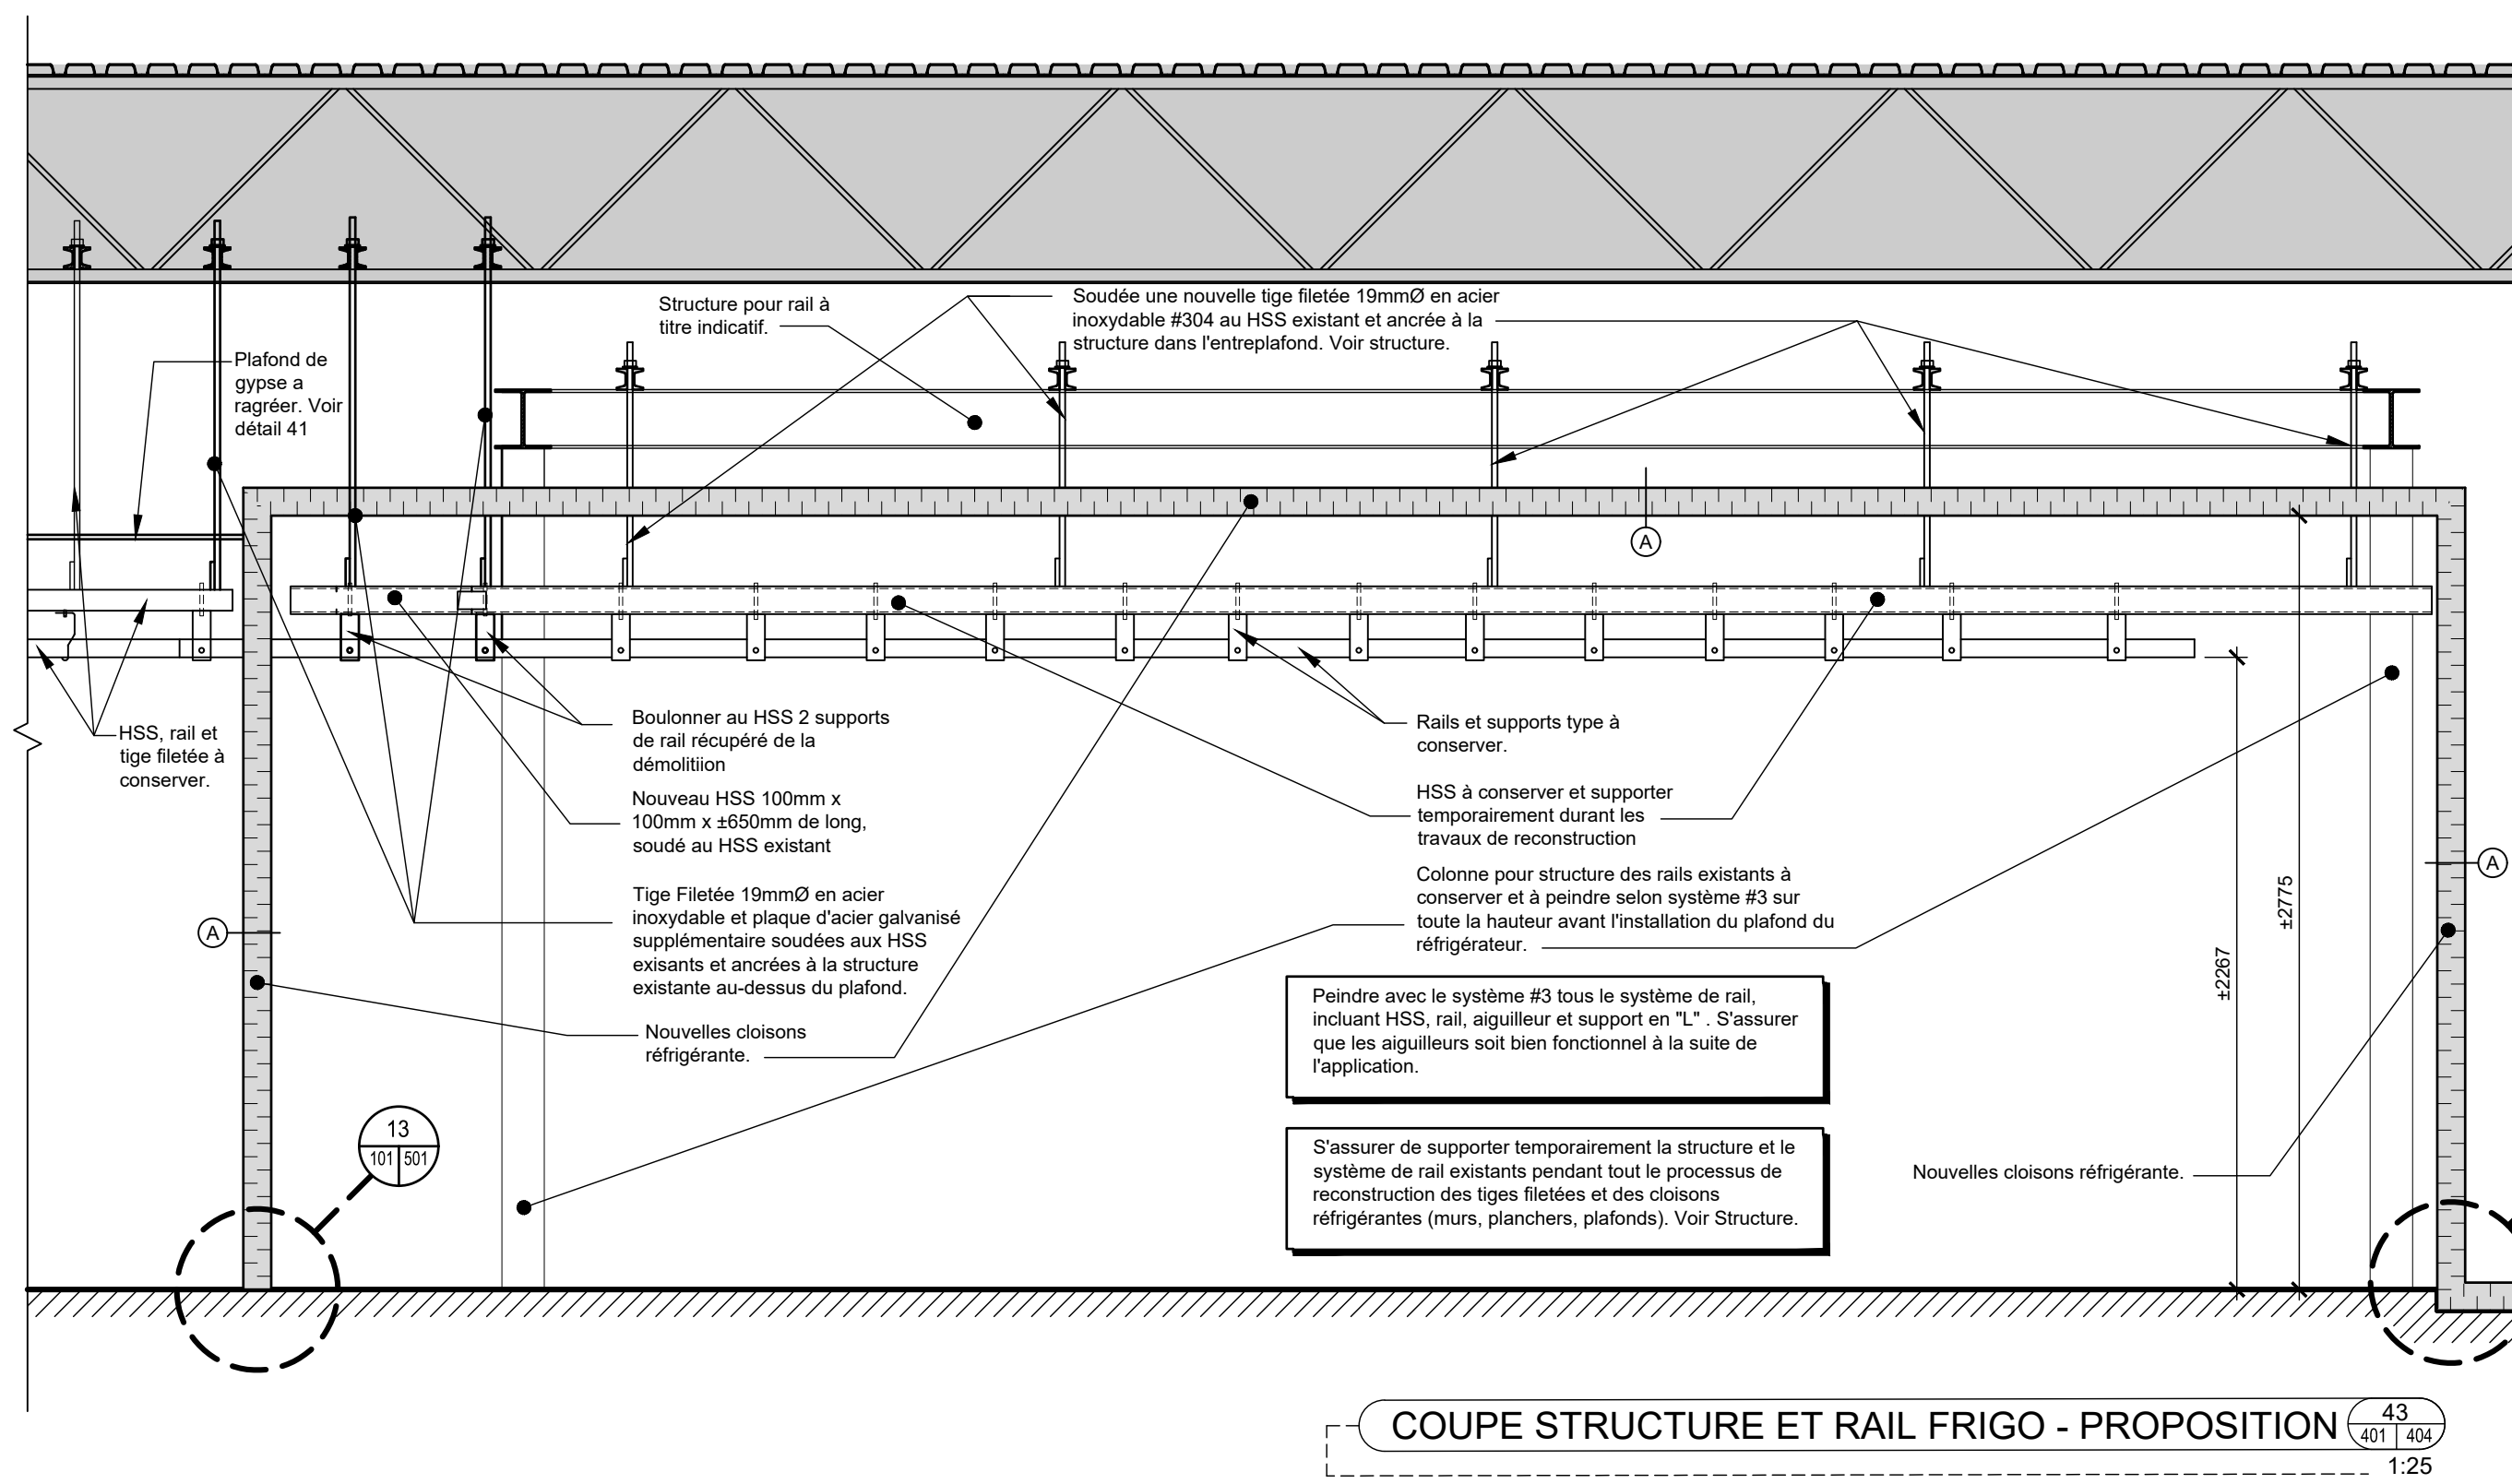 Structure pour rail à
titre indicatif.
Soudée une nouvelle tige filetée 19mmØ en acier
inoxydable #304 au HSS existant et ancrée à la
structure dans l'entreplafond. Voir structure.
Plafond de
gypse a
ragréer. Voir
détail 41
A
HSS, rail et
tige filetée à
conserver.
Boulonner au HSS 2 supports
de rail récupéré de la
démolitiion
Nouveau HSS 100mm x
100mm x ±650mm de long,
soudé au HSS existant
Tige Filetée 19mmØ en acier
inoxydable et plaque d'acier galvanisé
supplémentaire soudées aux HSS
exisants et ancrées à la structure
existante au-dessus du plafond.
Nouvelles cloisons
réfrigérante.
A
Rails et supports type à
conserver.
HSS à conserver et supporter
temporairement durant les
travaux de reconstruction
Colonne pour structure des rails existants à
conserver et à peindre selon système #3 sur
toute la hauteur avant l'installation du plafond du
réfrigérateur.
Peindre avec le système #3 tous le système de rail,
incluant HSS, rail, aiguilleur et support en "L" . S'assurer
que les aiguilleurs soit bien fonctionnel à la suite de
l'application.
S'assurer de supporter temporairement la structure et le
système de rail existants pendant tout le processus de
reconstruction des tiges filetées et des cloisons
réfrigérantes (murs, planchers, plafonds). Voir Structure.
±2267
±2775
A
Nouvelles cloisons réfrigérante.
13
101 501
COUPE STRUCTURE ET RAIL FRIGO - PROPOSITION
43
401 404
1:25